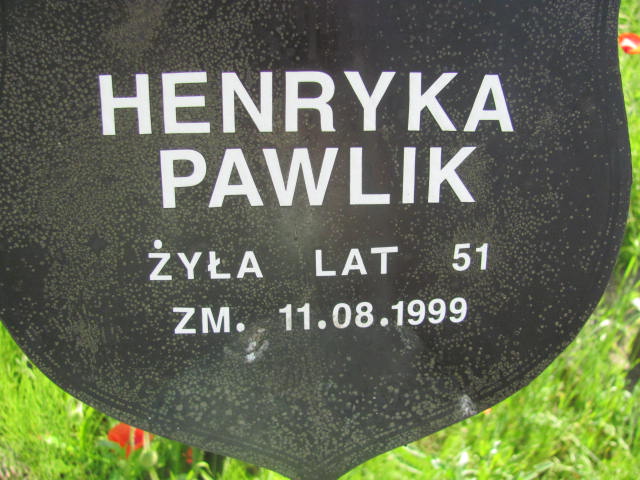 HENRYKA
PAWLIK
ŻYŁA LAT 51
ZM. 11.08.1999